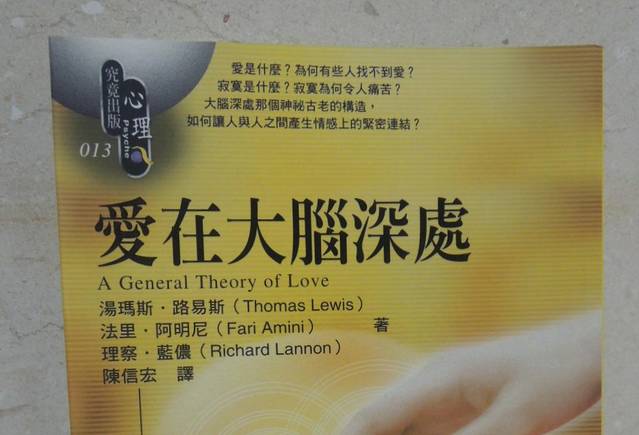 愛是什麼？為何有些人找不到愛？
寂寞是什麼？寂寞為何令人痛苦？
大腦深處那個神祕古老的構造，
如何讓人與人之間產生情感上的緊密連結？
究竟出版
心理
Psyche
013
愛在大腦深處
A General Theory of Love
湯瑪斯．路易斯（Thomas Lewis）
法里．阿明尼（Fari Amini） 著
理察．藍儂（Richard Lannon）
陳信宏 譯